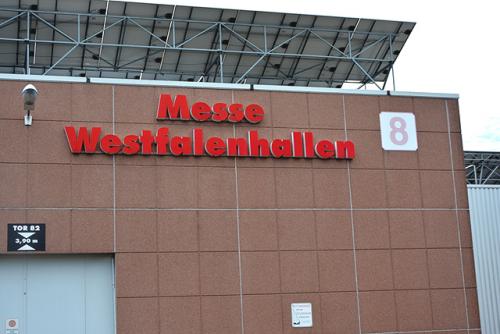 Messe
Westfalenhallen
8
TOR 82
3,90 m